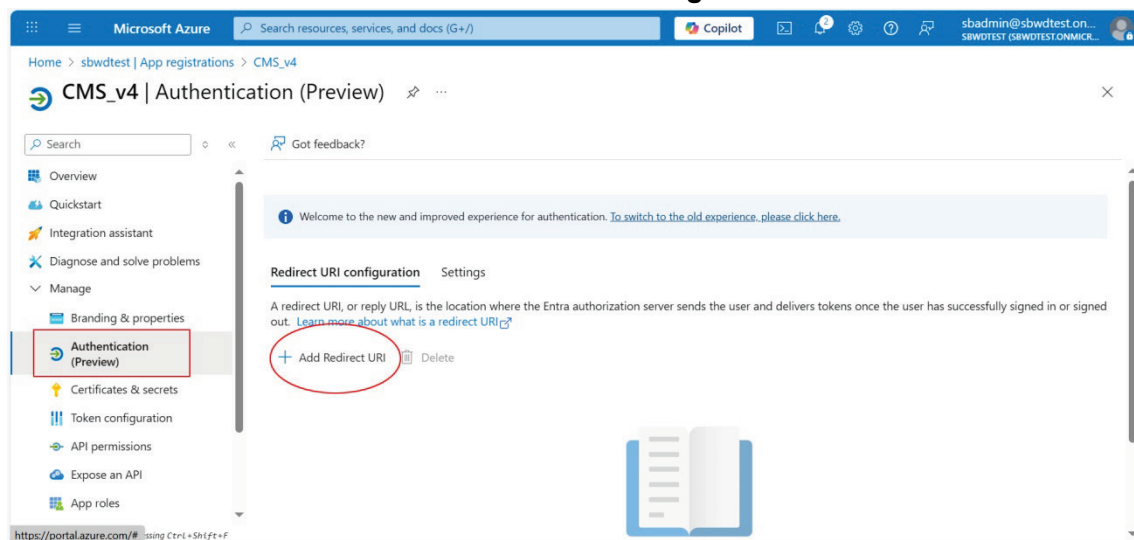 Microsoft Azure
Search resources, services, and docs (G+/)
Copilot
2
sbadmin@sbwdtest.on...
SBWDTEST (SBWDTEST.ONMICR...
Home > sbwdtest | App registrations > CMS_v4
CMS_v4 | Authentication (Preview)
Search
Got feedback?
Overview
Quickstart
Welcome to the new and improved experience for authentication. To switch to the old experience, please click here.
Integration assistant
Diagnose and solve problems
Redirect URI configuration Settings
Manage
A redirect URI, or reply URL, is the location where the Entra authorization server sends the user and delivers tokens once the user has successfully signed in or signed
out. Learn more about what is a redirect URI
Branding & properties
Authentication
(Preview)
Add Redirect URI Delete
Certificates & secrets
Token configuration
API permissions
Expose an API
App roles
https://portal.azure.com/# ssing Ctrl+Shift+F